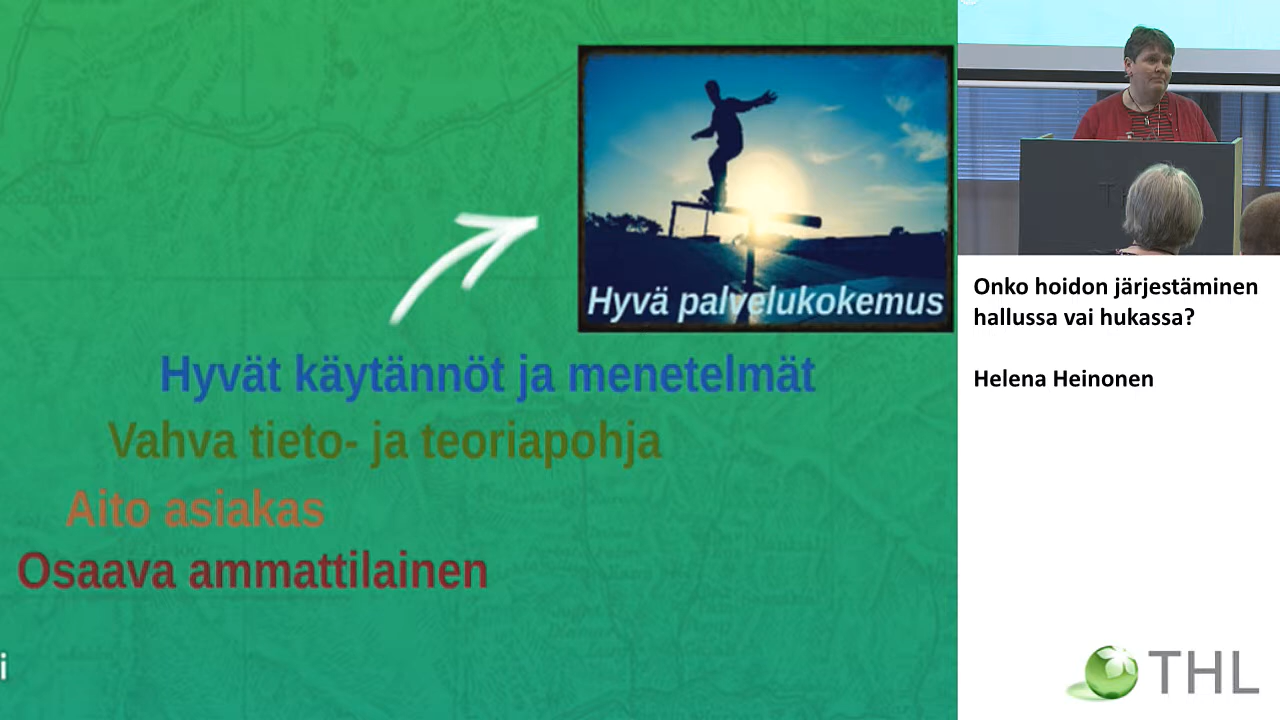 Hyvä palvelukokemus
Hyvät käytännöt ja menetelmät
Vahva tieto- ja teoriapohja
Aito asiakas
Osaava ammattilainen
i
Onko hoidon järjestäminen
hallussa vai hukassa?
Helena Heinonen
THL